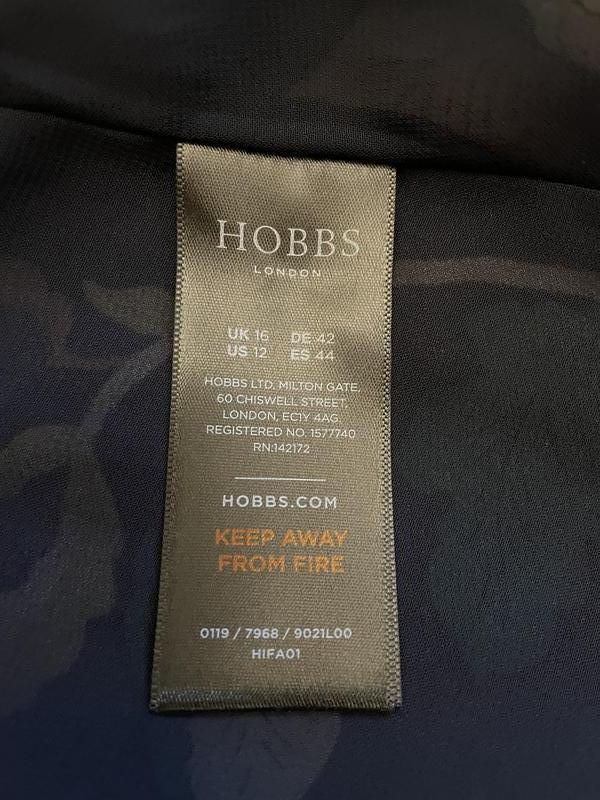 HOBBS
LONDON
UK 16 DE 42
US 12 ES 44
HOBBS LTD, MILTON GATE,
60 CHISWELL STREET,
LONDON, EC1Y 4AG
REGISTERED NO. 1577740
RN:142172
HOBBS.COM
KEEP AWAY
FROM FIRE
0119 / 7968 / 9021L00
HIFA01